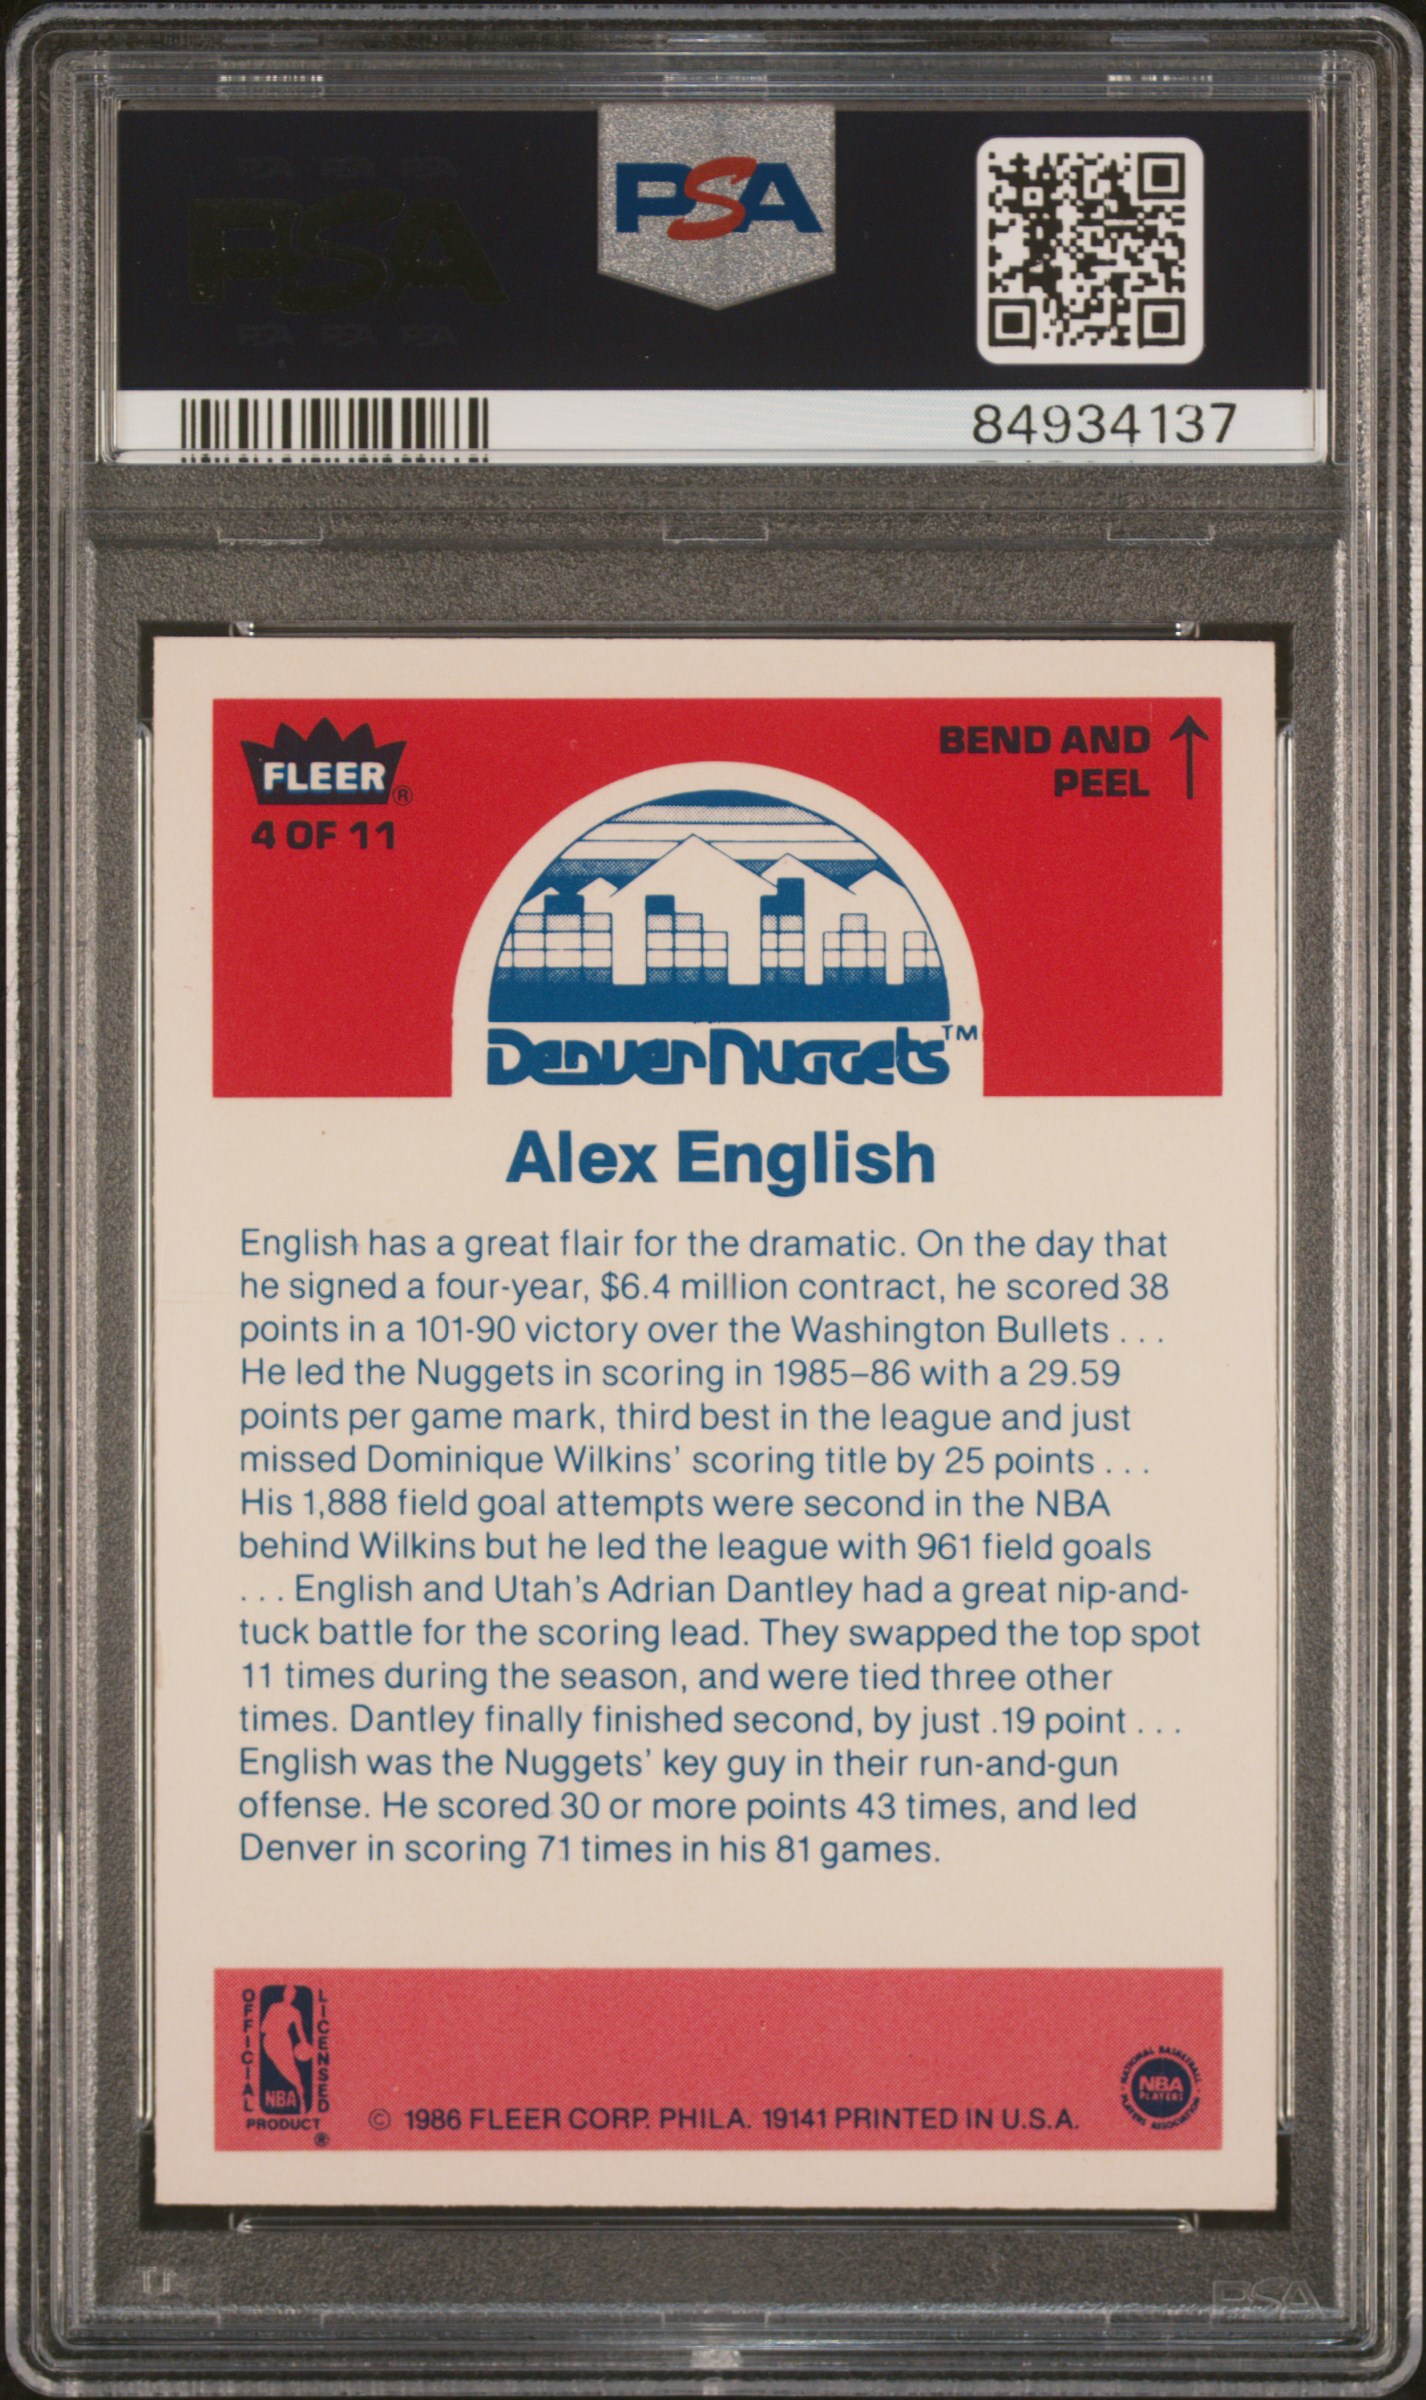 PSA
PSA
84934137
FLEER®
4 OF 11
BEND AND
PEEL
Denver Nuggets™
Alex English
English has a great flair for the dramatic. On the day that
he signed a four-year, $6.4 million contract, he scored 38
points in a 101-90 victory over the Washington Bullets . . .
He led the Nuggets in scoring in 1985–86 with a 29.59
points per game mark, third best in the league and just
missed Dominique Wilkins’ scoring title by 25 points . . .
His 1,888 field goal attempts were second in the NBA
behind Wilkins but he led the league with 961 field goals
. . . English and Utah's Adrian Dantley had a great nip-and-
tuck battle for the scoring lead. They swapped the top spot
11 times during the season, and were tied three other
times. Dantley finally finished second, by just .19 point . . .
English was the Nuggets’ key guy in their run-and-gun
offense. He scored 30 or more points 43 times, and led
Denver in scoring 71 times in his 81 games.
OFFICIAL LICENSED
NBA
PRODUCT®
© 1986 FLEER CORP. PHILA. 19141 PRINTED IN U.S.A.
NATIONAL BASKETBALL
NBA
PLAYERS
PLAYERS ASSOCIATION
PSA